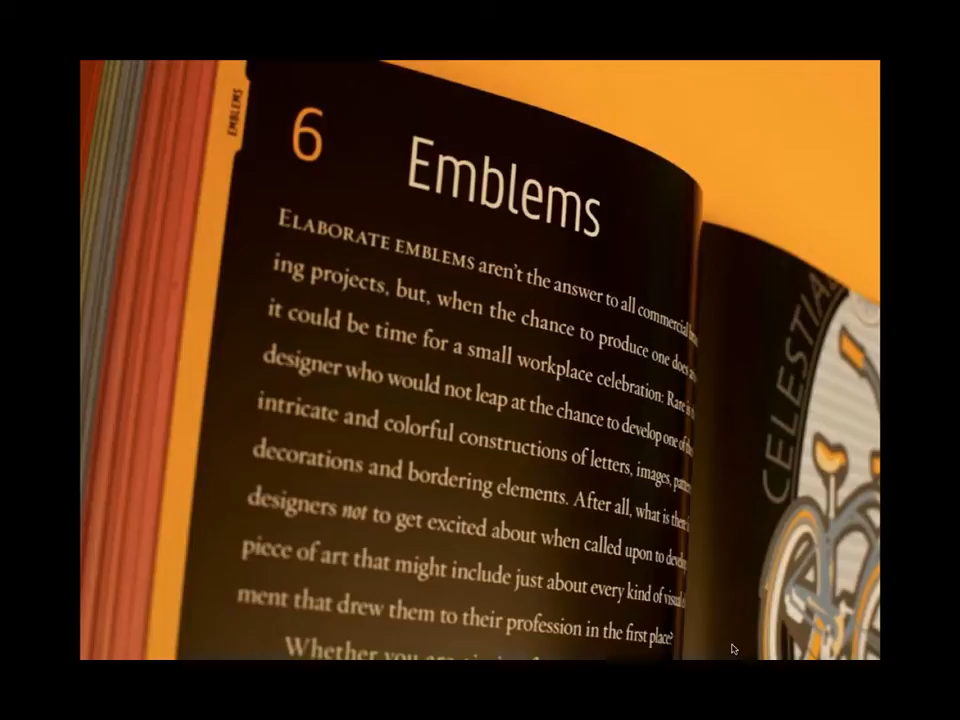 EMBLEMS
6
Emblems
ELABORATE EMBLEMS aren't the answer to all commercial
ing projects, but, when the chance to produce one does
it could be time for a small workplace celebration: Rare is
designer who would not leap at the chance to develop one of
intricate and colorful constructions of letters, images,
decorations and bordering elements. After all, what is there
designers not to get excited about when called upon to
piece of art that might include just about every kind of visual
ment that drew them to their profession in the first place?
Whether you are
CELESTIA